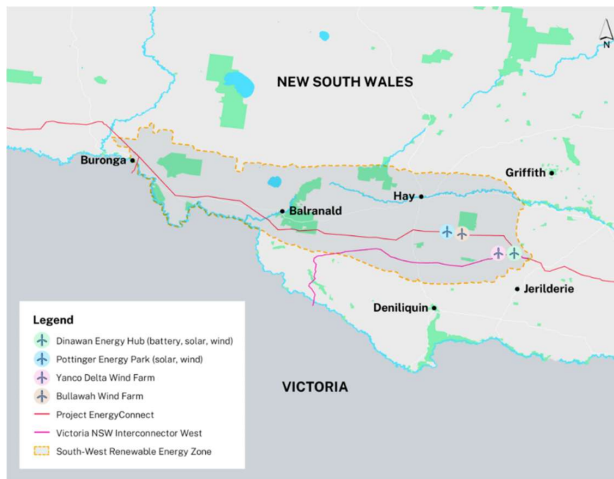 N
NEW SOUTH WALES
Buronga
Griffith
Hay
Balranald
Jerilderie
Deniliquin
VICTORIA
Legend
Dinawan Energy Hub (battery, solar, wind)
Pottinger Energy Park (solar, wind)
Yanco Delta Wind Farm
Bullawah Wind Farm
Project EnergyConnect
Victoria NSW Interconnector West
South-West Renewable Energy Zone